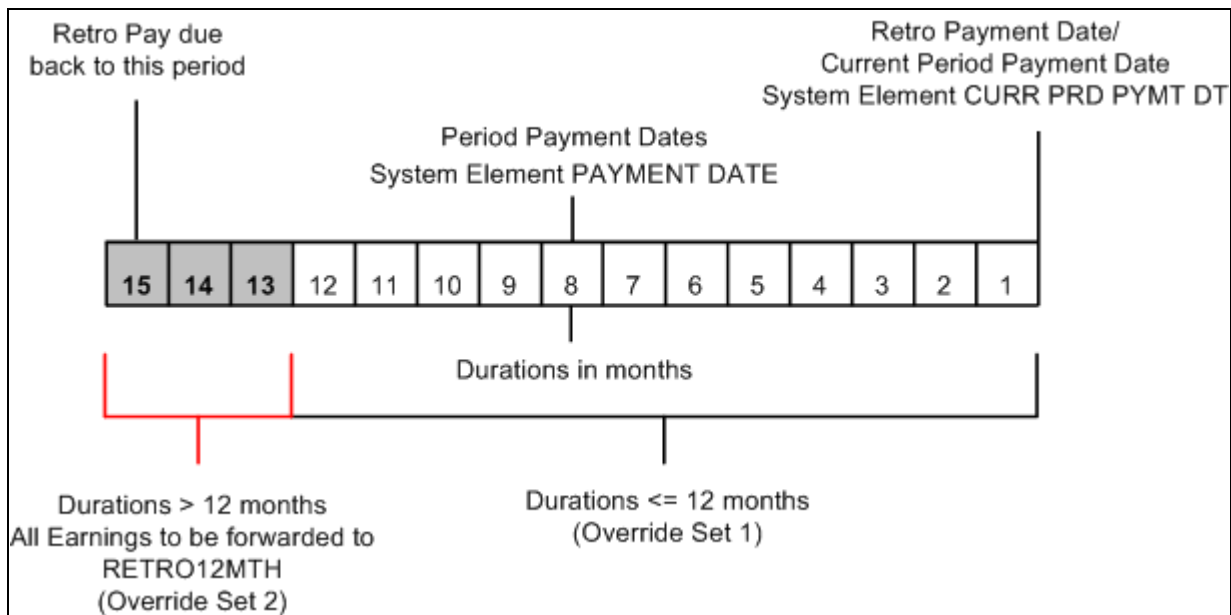 Retro Pay due
back to this period
Retro Payment Date/
Current Period Payment Date
System Element CURR PRD PYMT DT
Period Payment Dates
System Element PAYMENT DATE
15 14 13 12 11 10 9 8 7 6 5 4 3 2 1
Durations in months
Durations > 12 months
All Earnings to be forwarded to
RETRO12MTH
(Override Set 2)
Durations <= 12 months
(Override Set 1)